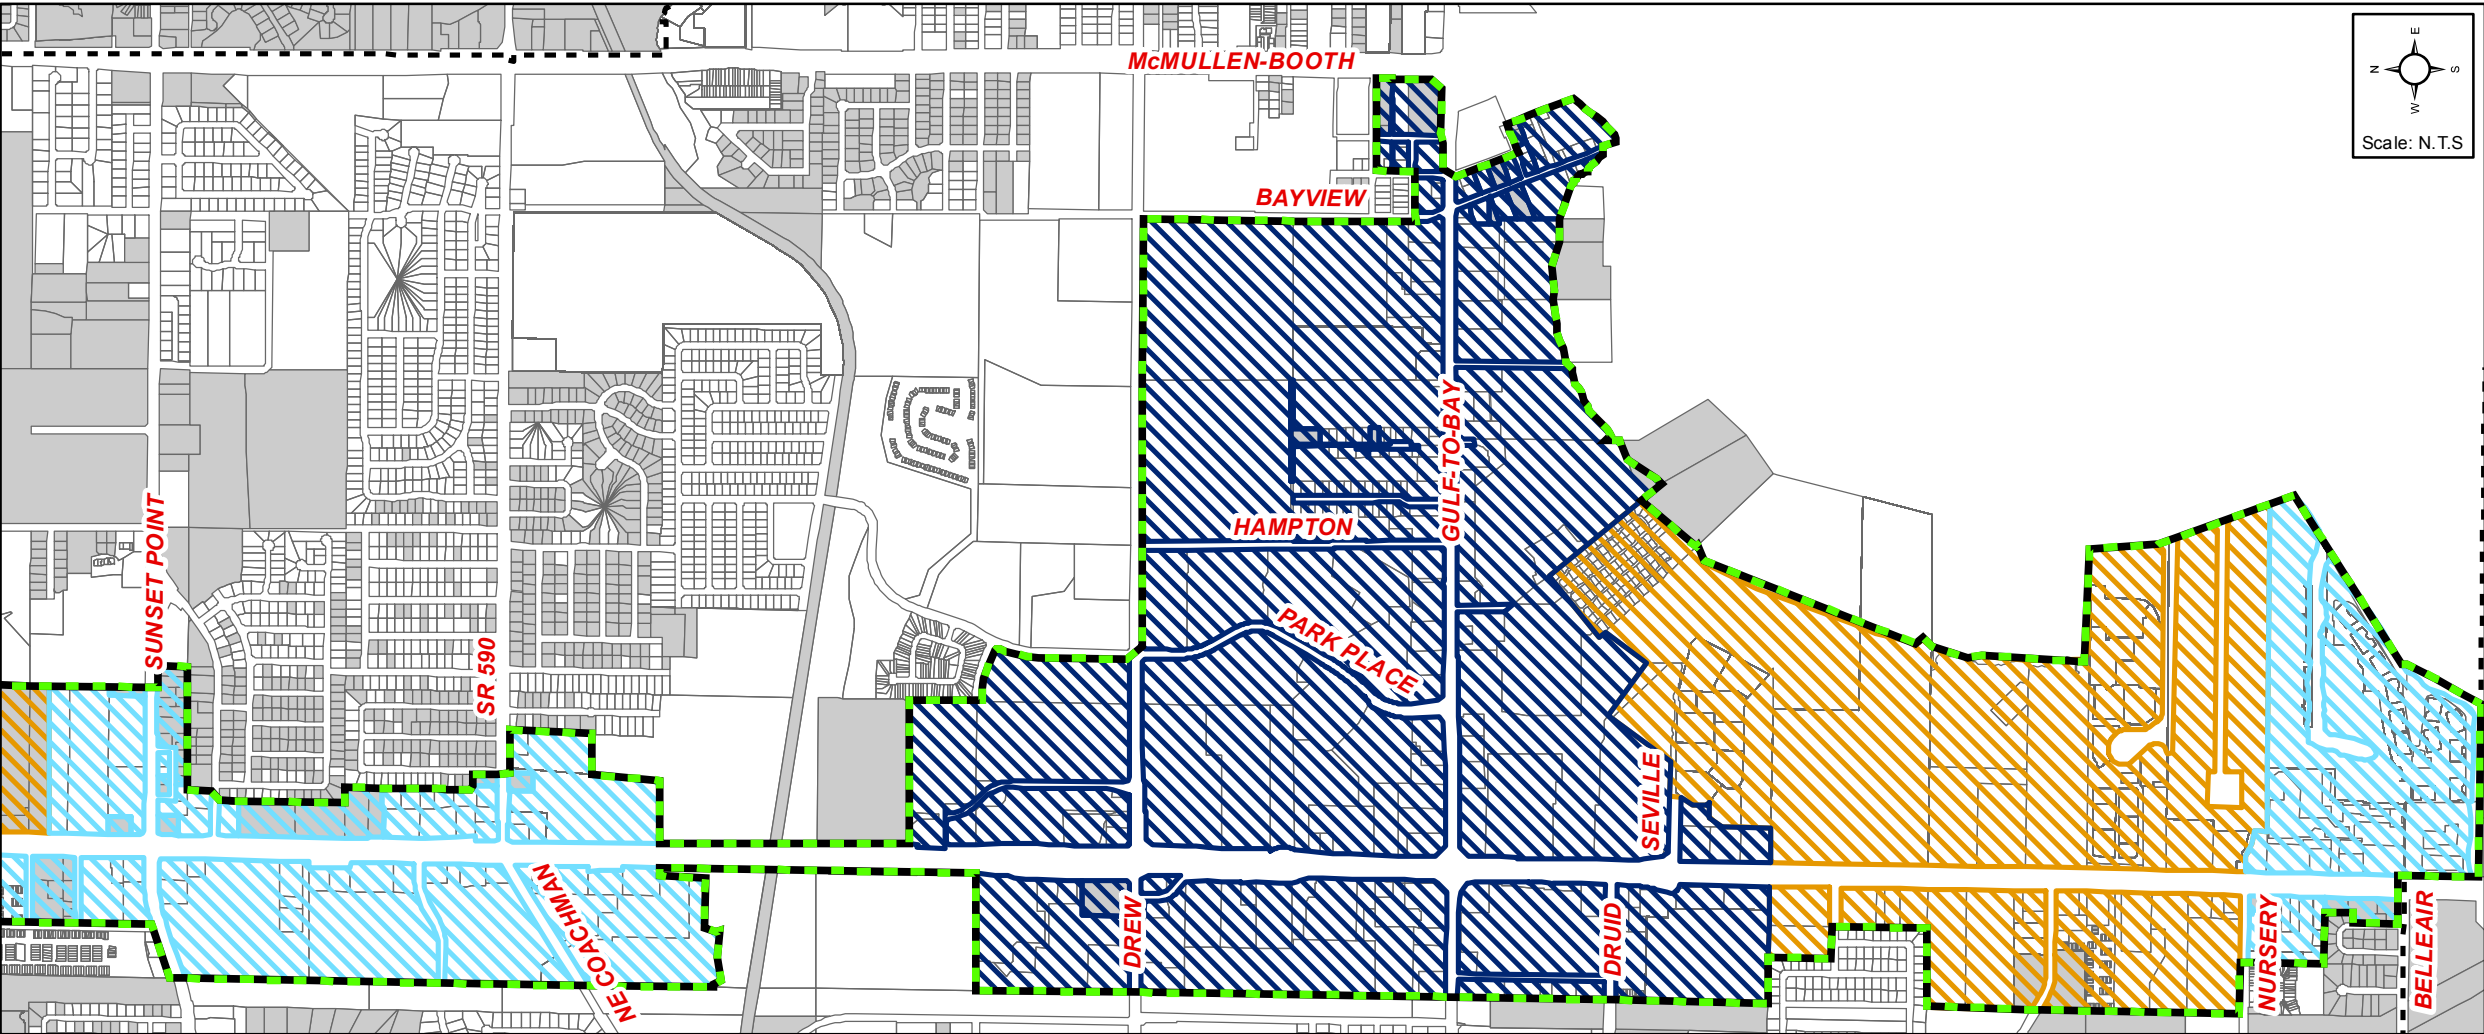 McMULLEN-BOOTH
E
N
S
W
Scale: N.T.S
BAYVIEW
GULF-TO-BAY
HAMPTON
SUNSET POINT
PARK PLACE
SR 590
SEVILLE
NE COACHMAN
DREW
DRUID
NURSERY
BELLEAIR